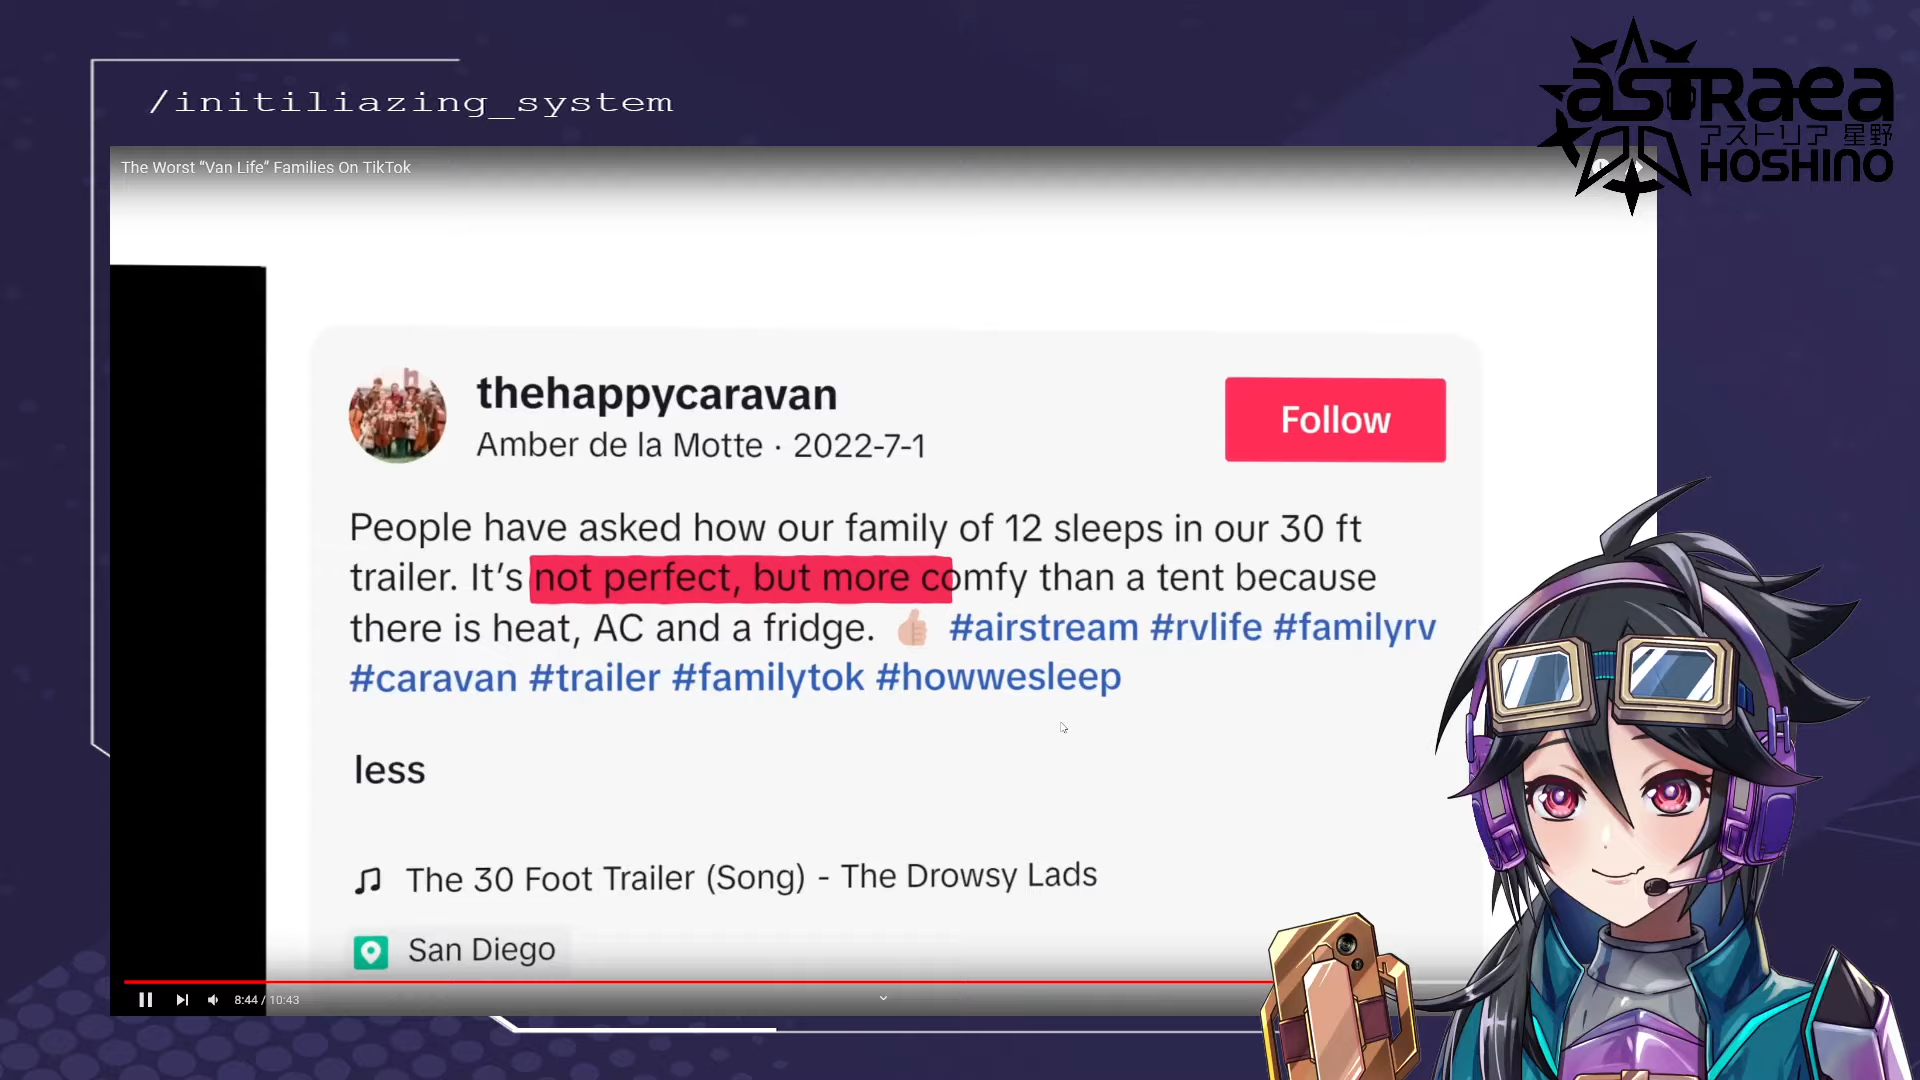 /initiliazing_system
astRaea
アストリア 星野
HOSHINO
The Worst “Van Life” Families On TikTok
thehappycaravan
Amber de la Motte · 2022-7-1
Follow
People have asked how our family of 12 sleeps in our 30 ft
trailer. It’s not perfect, but more comfy than a tent because
there is heat, AC and a fridge. 👍 #airstream #rvlife #familyrv
#caravan #trailer #familytok #howwesleep
less
The 30 Foot Trailer (Song) - The Drowsy Lads
San Diego
8:44 / 10:43